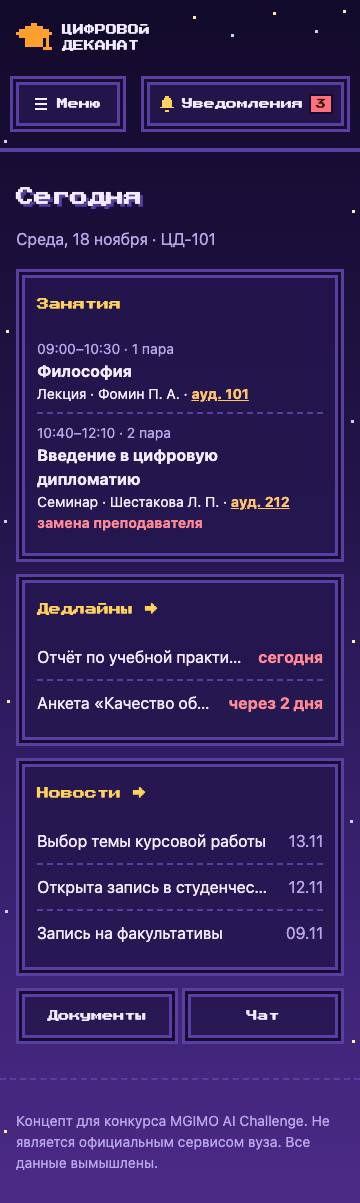 ЦИФРОВОЙ
ДЕКАНАТ
☰ Меню
Уведомления 3
Сегодня
Среда, 18 ноября · ЦД-101
Занятия
09:00–10:30 · 1 пара
Философия
Лекция · Фомин П. А. · ауд. 101
10:40–12:10 · 2 пара
Введение в цифровую
дипломатию
Семинар · Шестакова Л. П. · ауд. 212
замена преподавателя
Дедлайны →
Отчёт по учебной практи... сегодня
Анкета «Качество об... через 2 дня
Новости →
Выбор темы курсовой работы 13.11
Открыта запись в студенчес... 12.11
Запись на факультативы 09.11
Документы Чат
Концепт для конкурса MGIMO AI Challenge. Не
является официальным сервисом вуза. Все
данные вымышлены.